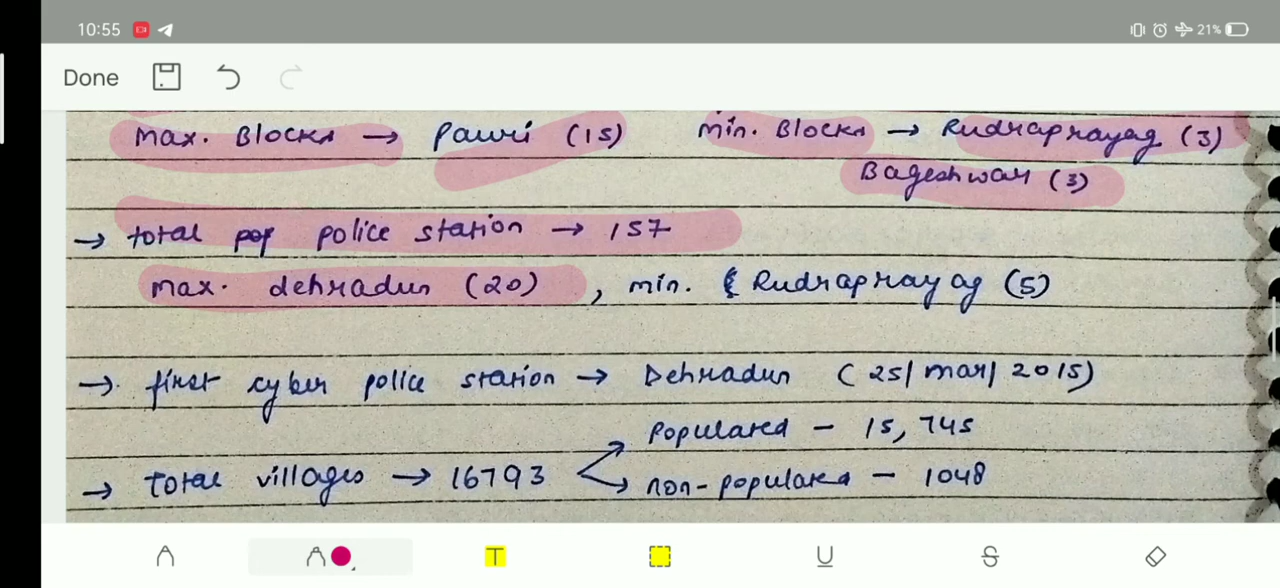 10:55 21%
Done
max. Blocks → Pauri (15) min. Blocks → Rudraprayag (3)
Bageshwar (3)
→ total police station → 157
max. dehradun (20) , min. Rudraprayag (5)
→ first cyber police station → Dehradun (25/mar/2015)
Populated - 15,745
→ total villages → 16793
non-populated - 1048
T U S